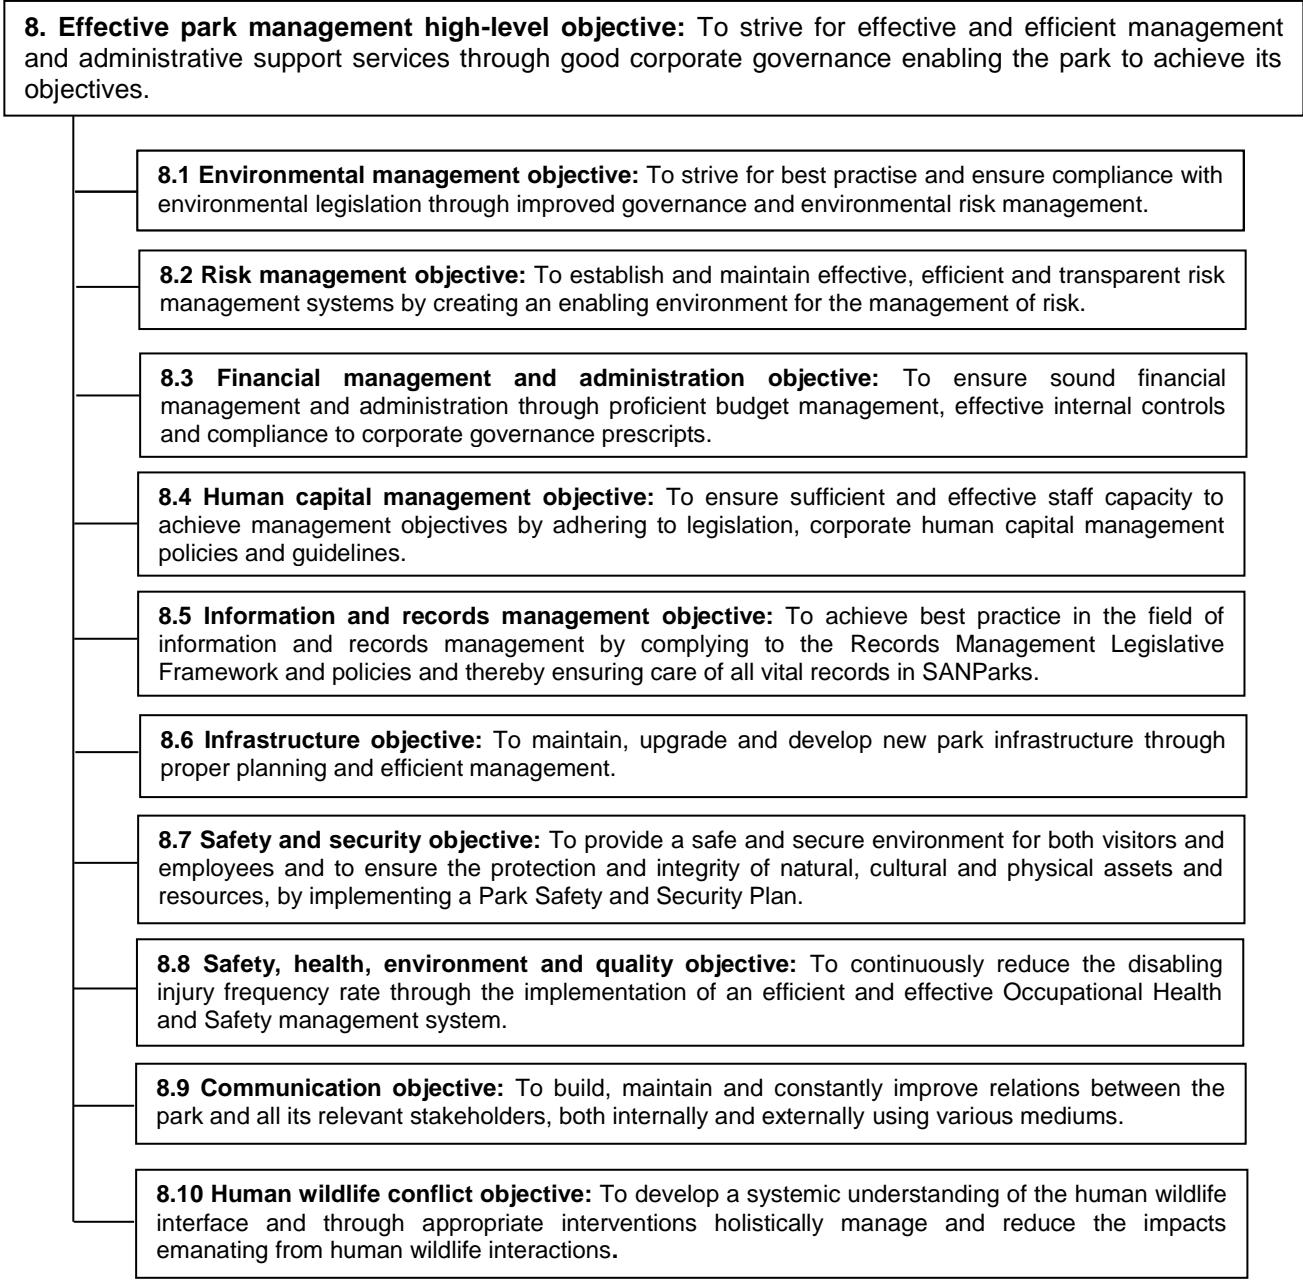 8. Effective park management high-level objective: To strive for effective and efficient management
and administrative support services through good corporate governance enabling the park to achieve its
objectives.
8.1 Environmental management objective: To strive for best practise and ensure compliance with
environmental legislation through improved governance and environmental risk management.
8.2 Risk management objective: To establish and maintain effective, efficient and transparent risk
management systems by creating an enabling environment for the management of risk.
8.3 Financial management and administration objective: To ensure sound financial
management and administration through proficient budget management, effective internal controls
and compliance to corporate governance prescripts.
8.4 Human capital management objective: To ensure sufficient and effective staff capacity to
achieve management objectives by adhering to legislation, corporate human capital management
policies and guidelines.
8.5 Information and records management objective: To achieve best practice in the field of
information and records management by complying to the Records Management Legislative
Framework and policies and thereby ensuring care of all vital records in SANParks.
8.6 Infrastructure objective: To maintain, upgrade and develop new park infrastructure through
proper planning and efficient management.
8.7 Safety and security objective: To provide a safe and secure environment for both visitors and
employees and to ensure the protection and integrity of natural, cultural and physical assets and
resources, by implementing a Park Safety and Security Plan.
8.8 Safety, health, environment and quality objective: To continuously reduce the disabling
injury frequency rate through the implementation of an efficient and effective Occupational Health
and Safety management system.
8.9 Communication objective: To build, maintain and constantly improve relations between the
park and all its relevant stakeholders, both internally and externally using various mediums.
8.10 Human wildlife conflict objective: To develop a systemic understanding of the human wildlife
interface and through appropriate interventions holistically manage and reduce the impacts
emanating from human wildlife interactions.